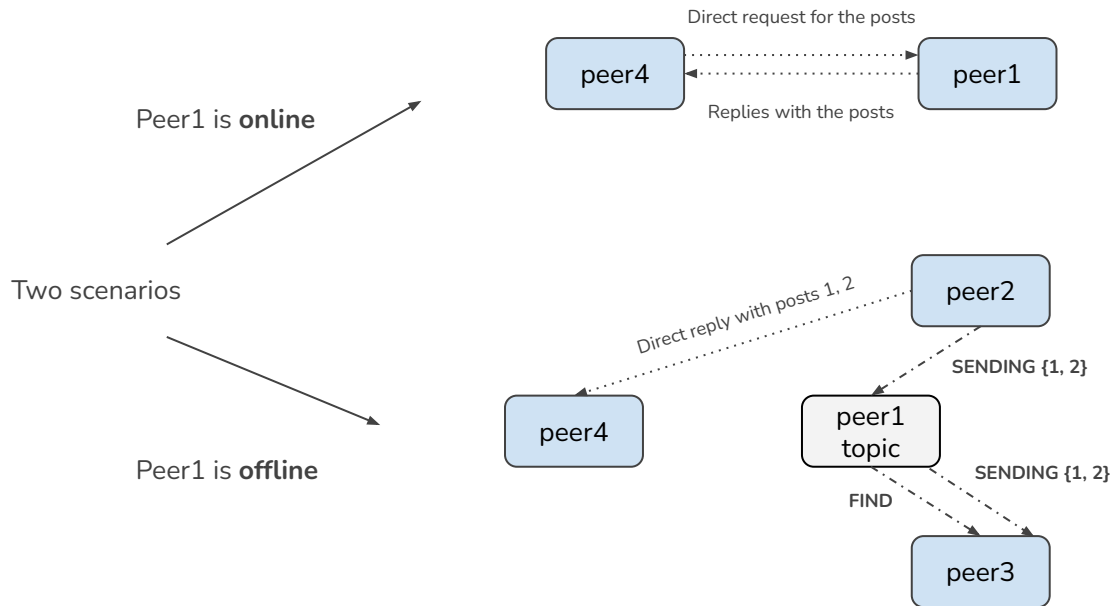 Direct request for the posts
peer4
peer1
Replies with the posts
Peer1 is online
Two scenarios
peer2
Direct reply with posts 1, 2
SENDING {1, 2}
peer4
peer1
topic
Peer1 is offline
SENDING {1, 2}
FIND
peer3